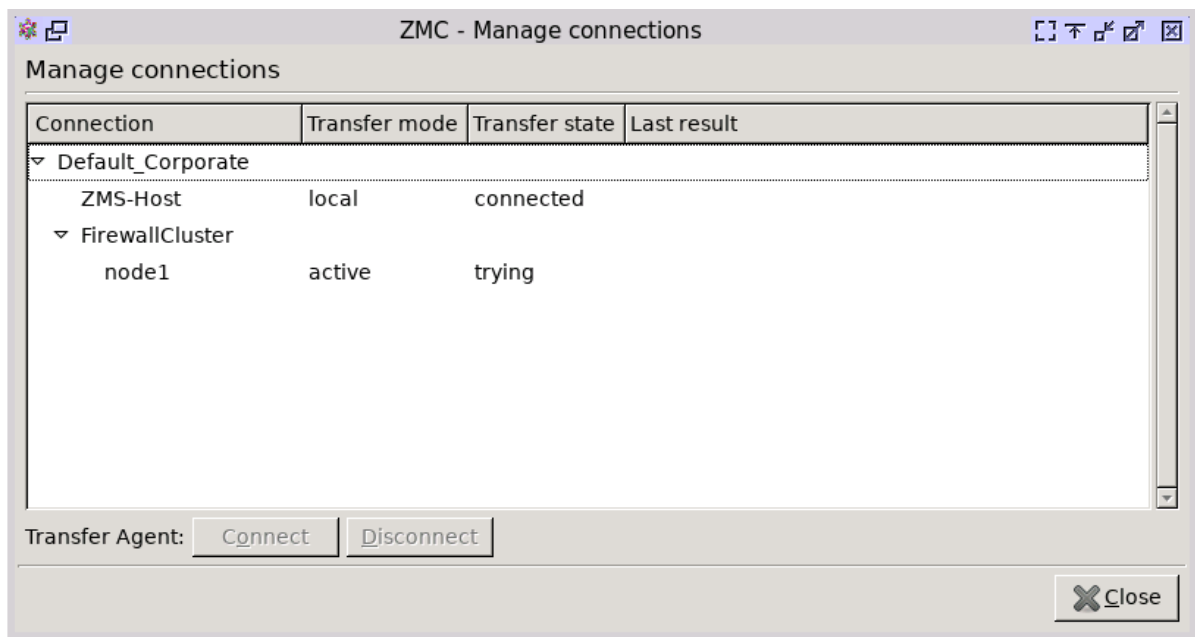 ZMC - Manage connections
Manage connections
Connection Transfer mode Transfer state Last result
Default_Corporate
ZMS-Host local connected
FirewallCluster
node1 active trying
Transfer Agent: Connect Disconnect
Close